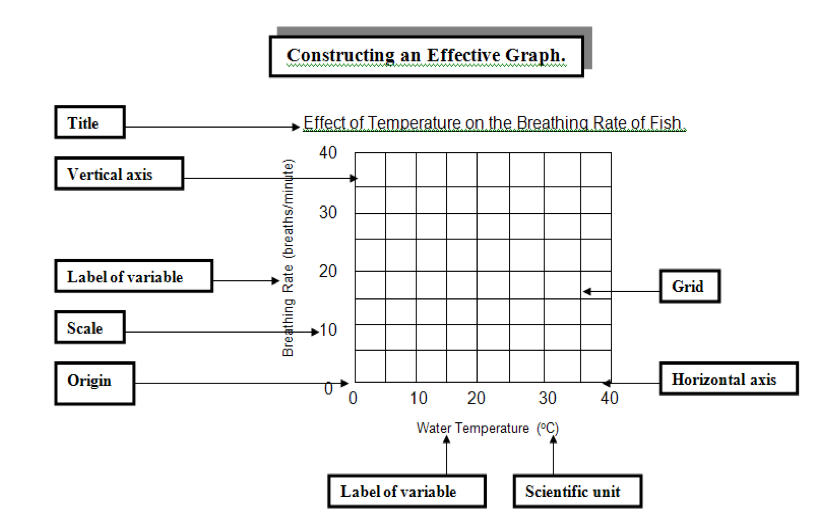 Constructing an Effective Graph.
Title
Effect of Temperature on the Breathing Rate of Fish.
Vertical axis
Label of variable
Scale
Origin
Breathing Rate (breaths/minute)
40
30
20
10
0
Grid
Horizontal axis
0 10 20 30 40
Water Temperature (ºC)
Label of variable
Scientific unit